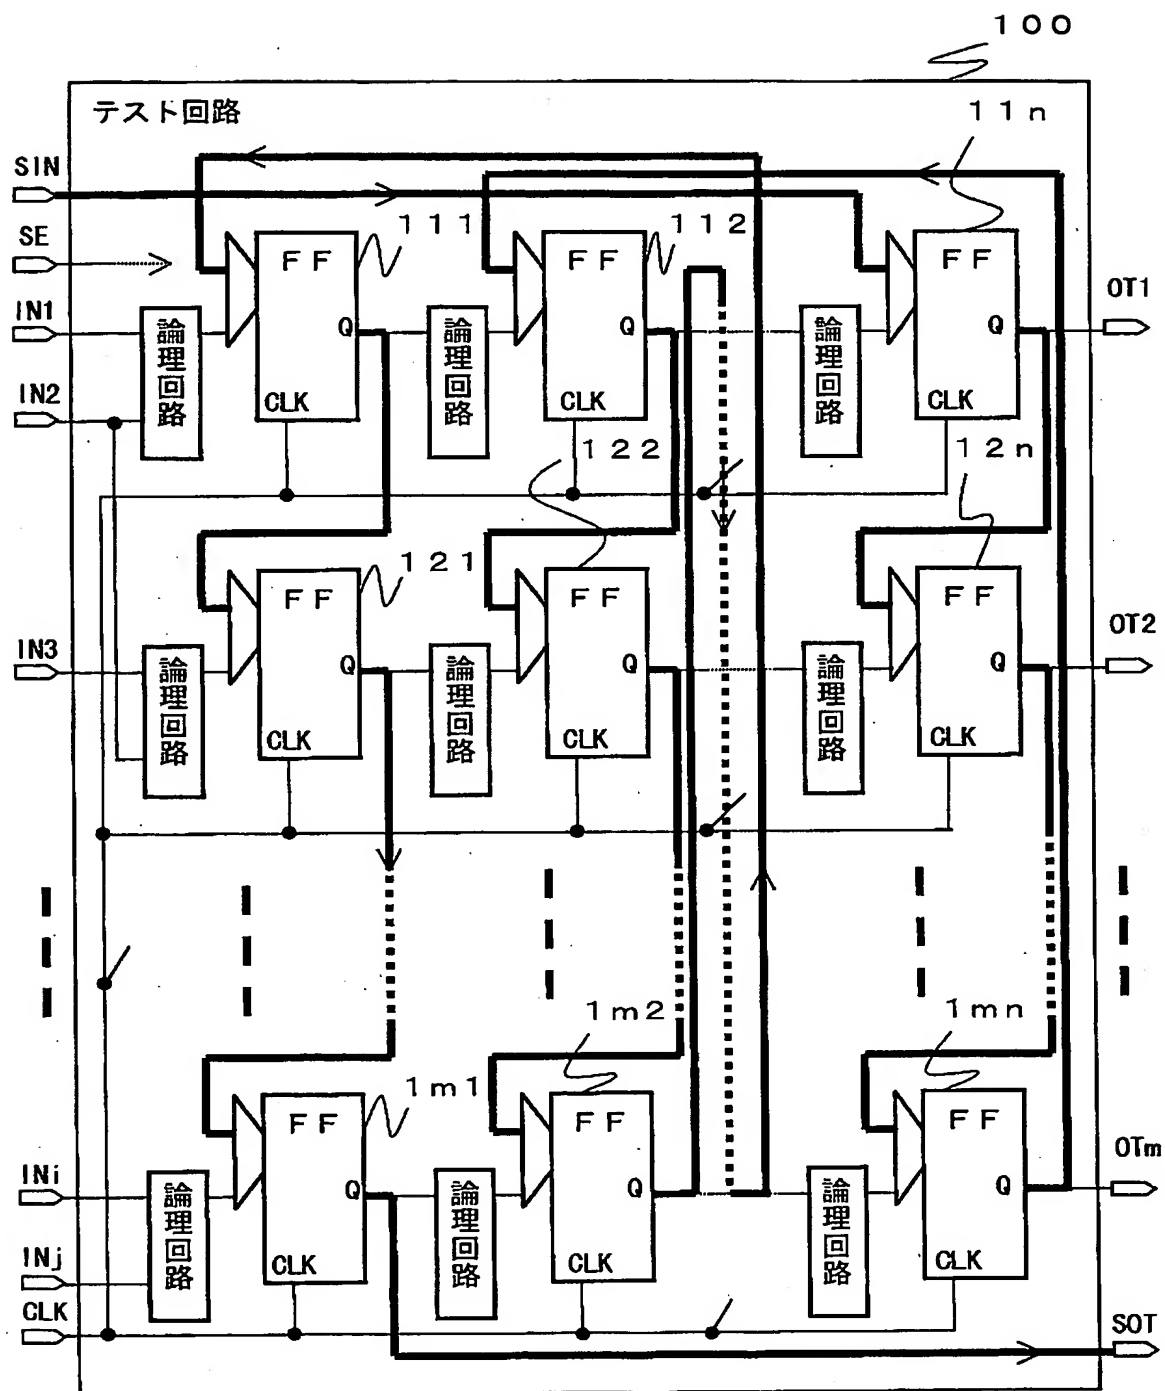 １００
テスト回路
１１n
SIN
SE
IN1
IN2
IN3
INi
INj
CLK
１１１
ＦＦ
Q
CLK
論理回路
１１２
ＦＦ
Q
CLK
論理回路
ＦＦ
Q
CLK
論理回路
OT1
１２１
ＦＦ
Q
CLK
論理回路
１２２
ＦＦ
Q
CLK
論理回路
１２n
ＦＦ
Q
CLK
論理回路
OT2
１m１
ＦＦ
Q
CLK
論理回路
１m２
ＦＦ
Q
CLK
論理回路
１mn
ＦＦ
Q
CLK
論理回路
OTm
SOT